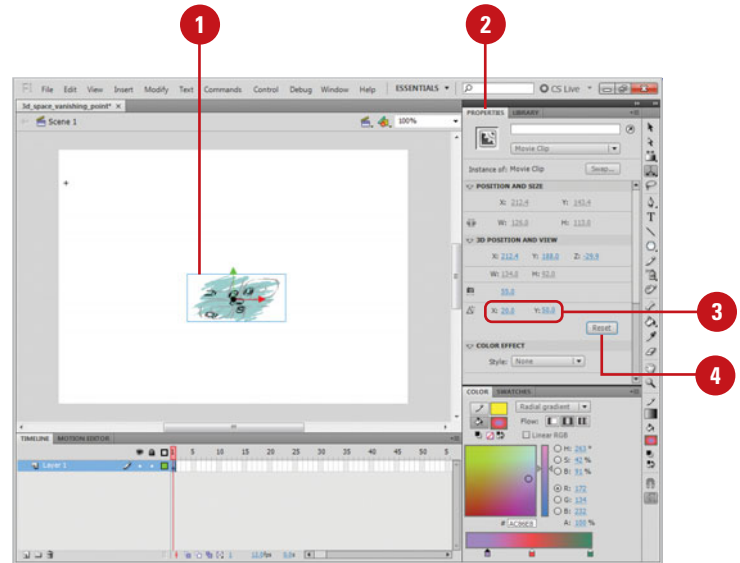 1 2
Fl File Edit View Insert Modify Text Commands Control Debug Window Help ESSENTIALS CS Live
3d_space_vanishing_point* ×
Scene 1 100%
PROPERTIES LIBRARY
Movie Clip
Instance of: Movie Clip Swap...
POSITION AND SIZE
X: 212.4 Y: 143.4
W: 126.0 H: 113.0
3D POSITION AND VIEW
X: 212.4 Y: 188.0 Z: -29.9
W: 134.0 H: 92.0
55.0
X: 20.0 Y: 50.0
3
Reset
4
COLOR EFFECT
Style: None
COLOR SWATCHES
Radial gradient
Flow:
Linear RGB
H: 263 °
S: 42 %
B: 91 %
R: 172
G: 134
B: 232
# AC86E8 A: 100 %
TIMELINE MOTION EDITOR
1 5 10 15 20 25 30 35 40 45 50 5
Layer 1
1 12.0fps 0.0s